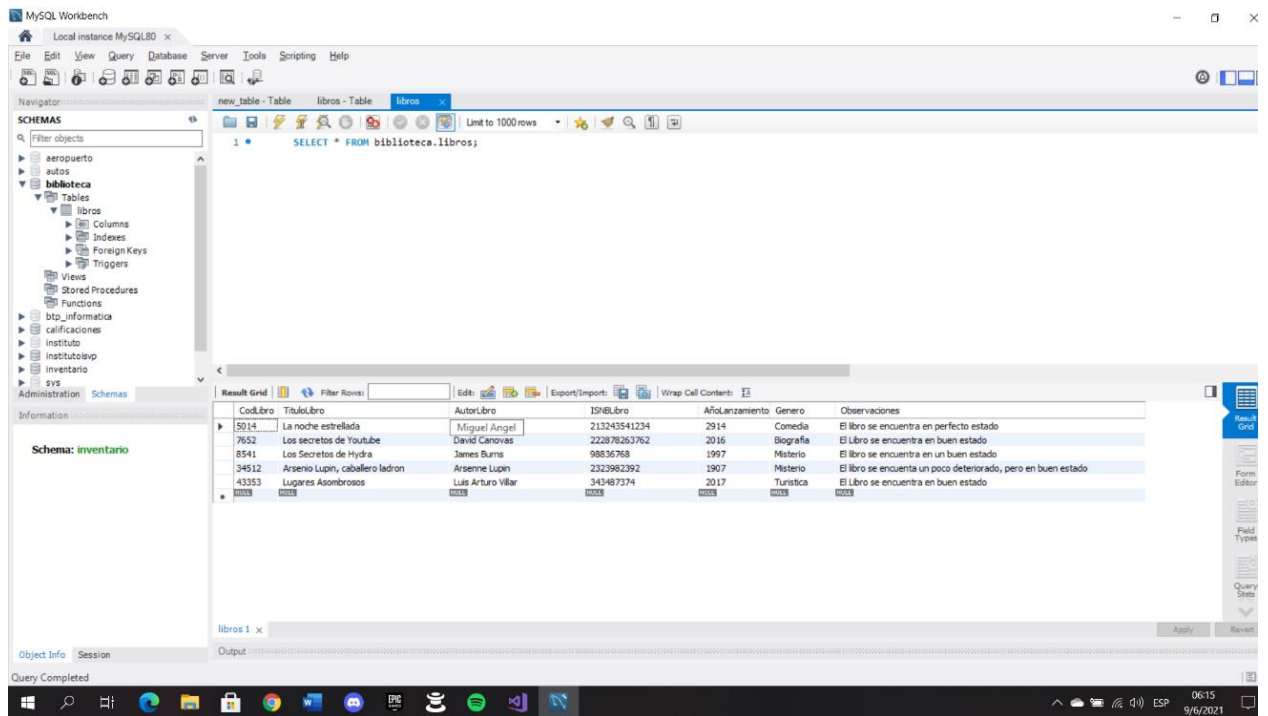 MySQL Workbench
Local instance MySQL80 ×
File Edit View Query Database Server Tools Scripting Help
Navigator
SCHEMAS
Filter objects
aeropuerto
autos
biblioteca
Tables
libros
Columns
Indexes
Foreign Keys
Triggers
Views
Stored Procedures
Functions
btp_informatica
calificaciones
instituto
institutoisvp
inventario
sys
Administration Schemas
Information
Schema: inventario
Object Info Session
new_table - Table libros - Table libros ×
Limit to 1000 rows
1 SELECT * FROM biblioteca.libros;
Result Grid Filter Rows: Edit: Export/Import: Wrap Cell Content:
CodLibro TituloLibro AutorLibro ISNBLibro AñoLanzamiento Genero Observaciones
5014 La noche estrellada Miguel Angel 213243541234 2914 Comedia El libro se encuentra en perfecto estado
7652 Los secretos de Youtube David Canovas 222878263762 2016 Biografia El Libro se encuentra en buen estado
8541 Los Secretos de Hydra James Burns 98836768 1997 Misterio El libro se encuentra en un buen estado
34512 Arsenio Lupin, caballero ladron Arsenne Lupin 2323982392 1907 Misterio El libro se encuenta un poco deteriorado, pero en buen estado
43353 Lugares Asombrosos Luis Arturo Villar 343487374 2017 Turistica El Libro se encuentra en buen estado
NULL NULL NULL NULL NULL NULL NULL
Result Grid
Form Editor
Field Types
Query Stats
libros 1 ×
Apply Revert
Output
Query Completed
EPIC GAMES
ESP
06:15
9/6/2021